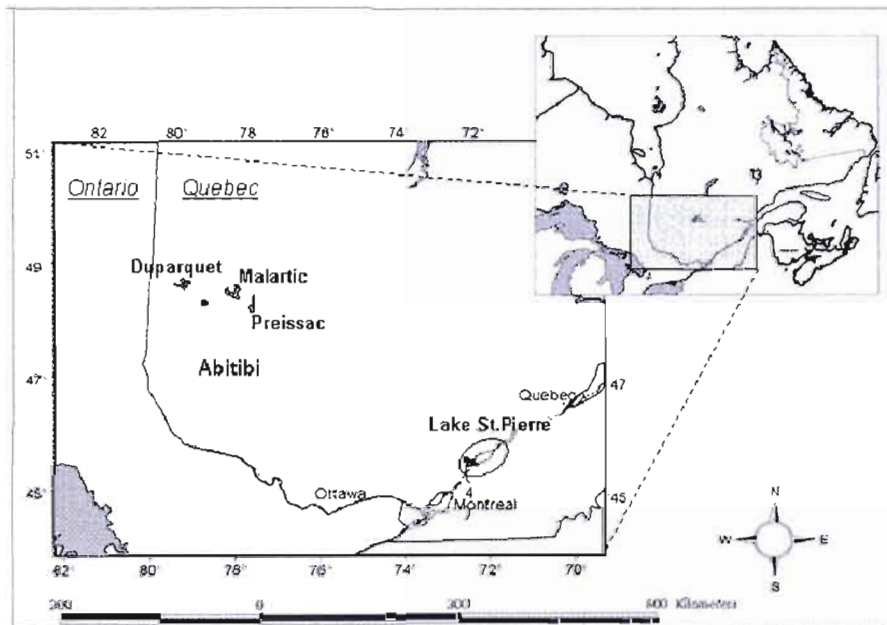 82 80° 78° 76° 74 72°
51°
Ontario Quebec
49
Duparquet
Malartic
Preissac
Abitibi
47° 47
Quebec
Lake St.Pierre
45° 45
Ottawa
4
Montreal
82° 80° 78° 76° 74° 72° 70°
N
W E
S
300 0 300 600 Kilometers